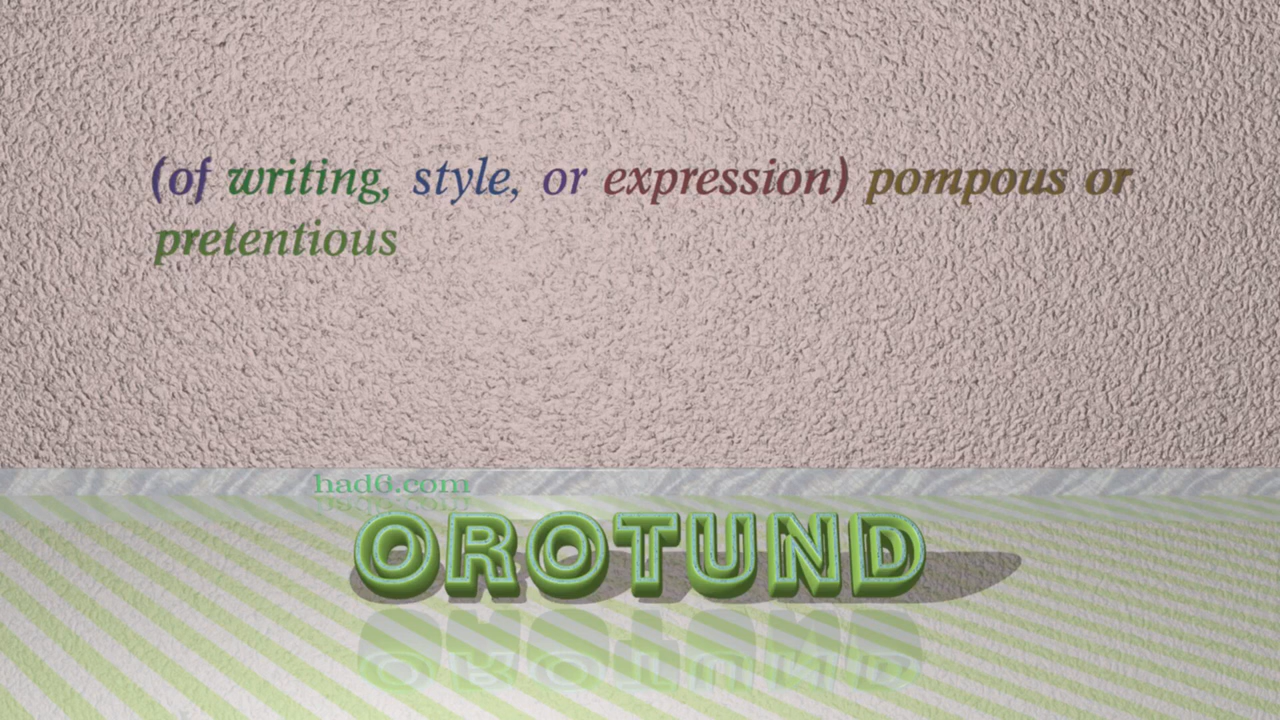 (of writing, style, or expression) pompous or
pretentious
had6.com
OROTUND